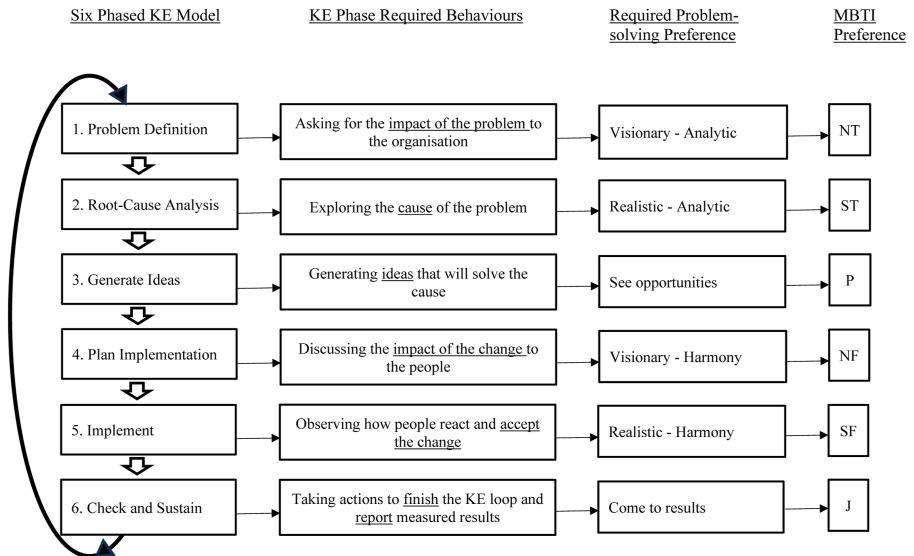 Six Phased KE Model
KE Phase Required Behaviours
Required Problem-
solving Preference
MBTI
Preference
1. Problem Definition
Asking for the impact of the problem to
the organisation
Visionary - Analytic
NT
2. Root-Cause Analysis
Exploring the cause of the problem
Realistic - Analytic
ST
3. Generate Ideas
Generating ideas that will solve the
cause
See opportunities
P
4. Plan Implementation
Discussing the impact of the change to
the people
Visionary - Harmony
NF
5. Implement
Observing how people react and accept
the change
Realistic - Harmony
SF
6. Check and Sustain
Taking actions to finish the KE loop and
report measured results
Come to results
J